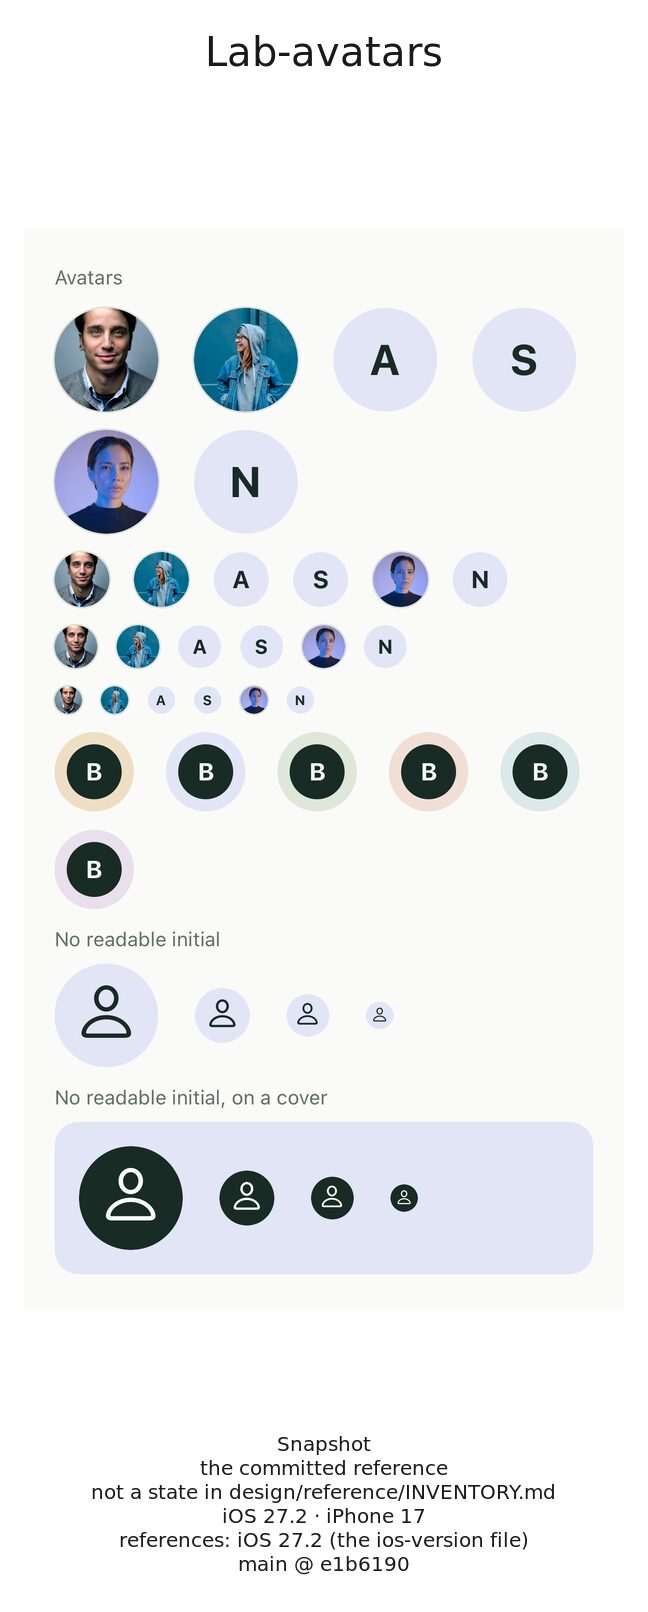 Lab-avatars
Avatars
A S
N
A S N
A S N
A S N
B B B B B
B
No readable initial
No readable initial, on a cover
Snapshot
the committed reference
not a state in design/reference/INVENTORY.md
iOS 27.2 · iPhone 17
references: iOS 27.2 (the ios-version file)
main @ e1b6190